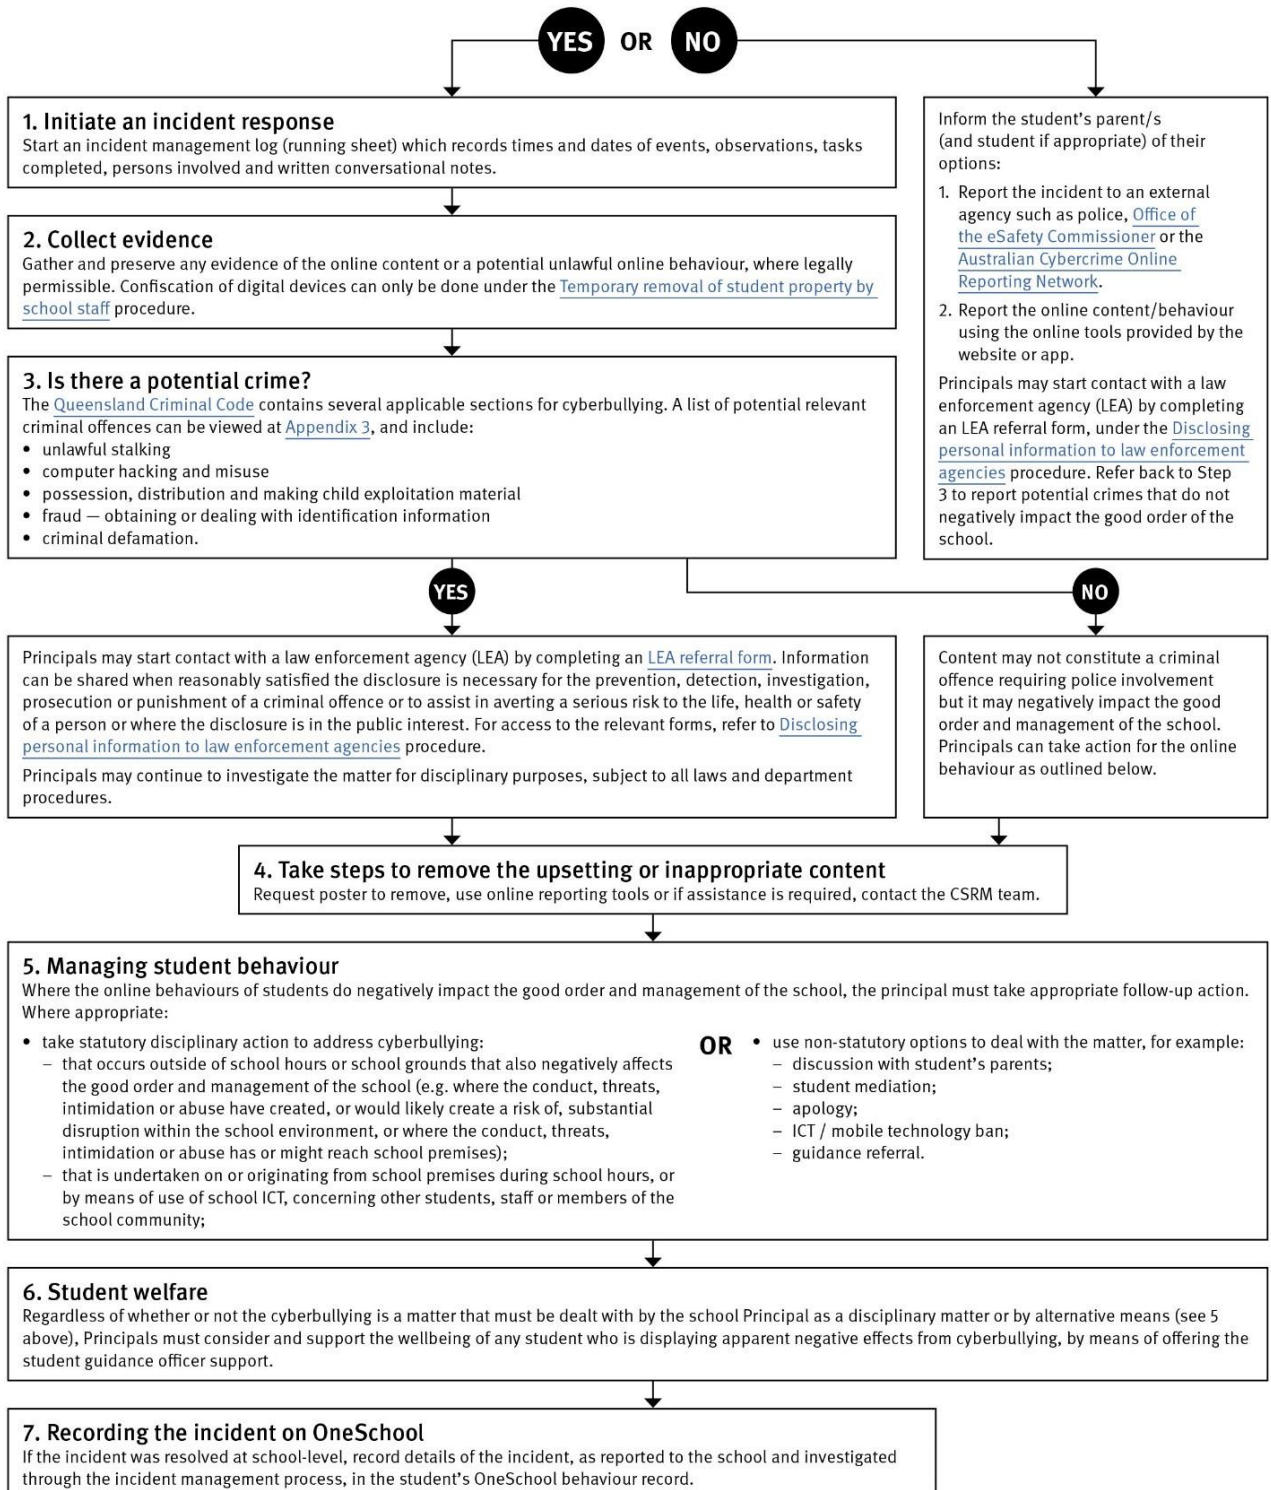 YES OR NO
1. Initiate an incident response
Start an incident management log (running sheet) which records times and dates of events, observations, tasks
completed, persons involved and written conversational notes.
2. Collect evidence
Gather and preserve any evidence of the online content or a potential unlawful online behaviour, where legally
permissible. Confiscation of digital devices can only be done under the Temporary removal of student property by
school staff procedure.
3. Is there a potential crime?
The Queensland Criminal Code contains several applicable sections for cyberbullying. A list of potential relevant
criminal offences can be viewed at Appendix 3, and include:
• unlawful stalking
• computer hacking and misuse
• possession, distribution and making child exploitation material
• fraud — obtaining or dealing with identification information
• criminal defamation.
Inform the student's parent/s
(and student if appropriate) of their
options:
1. Report the incident to an external
agency such as police, Office of
the eSafety Commissioner or the
Australian Cybercrime Online
Reporting Network.
2. Report the online content/behaviour
using the online tools provided by the
website or app.
Principals may start contact with a law
enforcement agency (LEA) by completing
an LEA referral form, under the Disclosing
personal information to law enforcement
agencies procedure. Refer back to Step
3 to report potential crimes that do not
negatively impact the good order of the
school.
YES
NO
Principals may start contact with a law enforcement agency (LEA) by completing an LEA referral form. Information
can be shared when reasonably satisfied the disclosure is necessary for the prevention, detection, investigation,
prosecution or punishment of a criminal offence or to assist in averting a serious risk to the life, health or safety
of a person or where the disclosure is in the public interest. For access to the relevant forms, refer to Disclosing
personal information to law enforcement agencies procedure.
Principals may continue to investigate the matter for disciplinary purposes, subject to all laws and department
procedures.
Content may not constitute a criminal
offence requiring police involvement
but it may negatively impact the good
order and management of the school.
Principals can take action for the online
behaviour as outlined below.
4. Take steps to remove the upsetting or inappropriate content
Request poster to remove, use online reporting tools or if assistance is required, contact the CSRM team.
5. Managing student behaviour
Where the online behaviours of students do negatively impact the good order and management of the school, the principal must take appropriate follow-up action.
Where appropriate:
• take statutory disciplinary action to address cyberbullying:
– that occurs outside of school hours or school grounds that also negatively affects
the good order and management of the school (e.g. where the conduct, threats,
intimidation or abuse have created, or would likely create a risk of, substantial
disruption within the school environment, or where the conduct, threats,
intimidation or abuse has or might reach school premises);
– that is undertaken on or originating from school premises during school hours, or
by means of use of school ICT, concerning other students, staff or members of the
school community;
OR
• use non-statutory options to deal with the matter, for example:
– discussion with student's parents;
– student mediation;
– apology;
– ICT / mobile technology ban;
– guidance referral.
6. Student welfare
Regardless of whether or not the cyberbullying is a matter that must be dealt with by the school Principal as a disciplinary matter or by alternative means (see 5
above), Principals must consider and support the wellbeing of any student who is displaying apparent negative effects from cyberbullying, by means of offering the
student guidance officer support.
7. Recording the incident on OneSchool
If the incident was resolved at school-level, record details of the incident, as reported to the school and investigated
through the incident management process, in the student's OneSchool behaviour record.